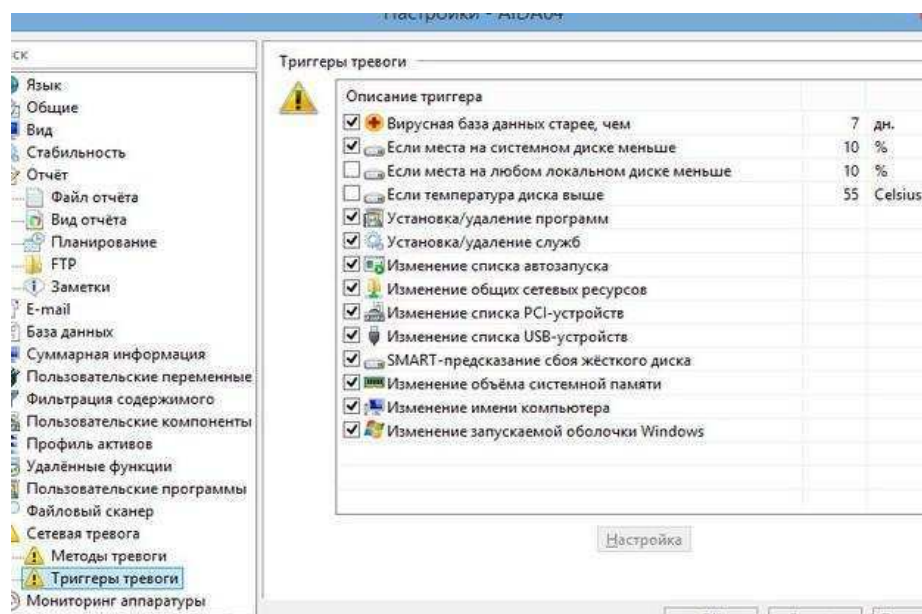 Настройки - AIDA64
ск
Язык
Общие
Вид
Стабильность
Отчёт
Файл отчёта
Вид отчёта
Планирование
FTP
Заметки
E-mail
База данных
Суммарная информация
Пользовательские переменные
Фильтрация содержимого
Пользовательские компоненты
Профиль активов
Удалённые функции
Пользовательские программы
Файловый сканер
Сетевая тревога
Методы тревоги
Триггеры тревоги
Мониторинг аппаратуры
Триггеры тревоги
Описание триггера
Вирусная база данных старее, чем 7 дн.
Если места на системном диске меньше 10 %
Если места на любом локальном диске меньше 10 %
Если температура диска выше 55 Celsius
Установка/удаление программ
Установка/удаление служб
Изменение списка автозапуска
Изменение общих сетевых ресурсов
Изменение списка PCI-устройств
Изменение списка USB-устройств
SMART-предсказание сбоя жёсткого диска
Изменение объёма системной памяти
Изменение имени компьютера
Изменение запускаемой оболочки Windows
Настройка